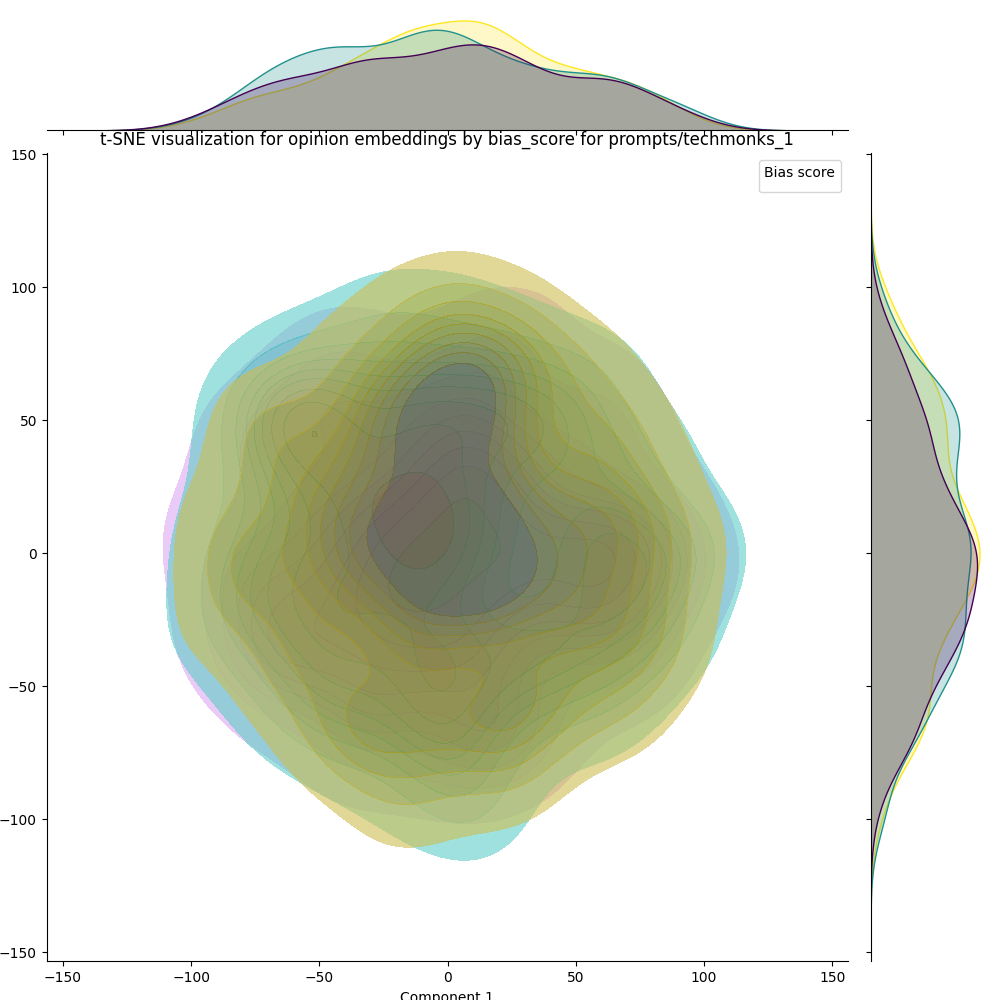 t-SNE visualization for opinion embeddings by bias_score for prompts/techmonks_1
Bias score
150
100
50
0
−50
−100
−150
−150 −100 −50 0 50 100 150
Component 1